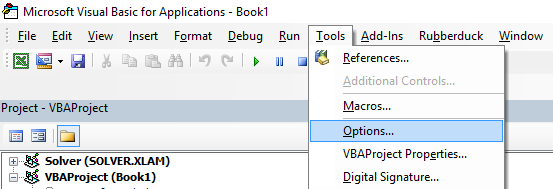 Microsoft Visual Basic for Applications - Book1
File Edit View Insert Format Debug Run Tools Add-Ins Rubberduck Window
References...
Additional Controls...
Macros...
Project - VBAProject
Options...
Solver (SOLVER.XLAM)
VBAProject Properties...
VBAProject (Book1)
Digital Signature...